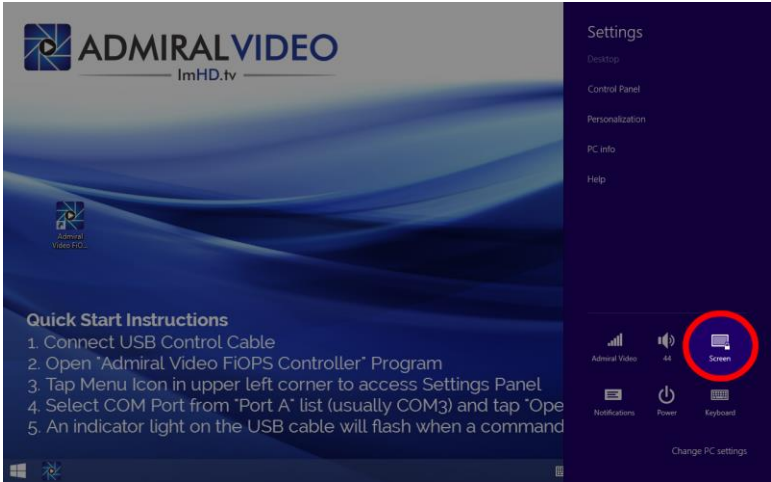 ADMIRALVIDEO
ImHD.tv
Admiral
Video FiO...
Quick Start Instructions
1. Connect USB Control Cable
2. Open "Admiral Video FiOPS Controller" Program
3. Tap Menu Icon in upper left corner to access Settings Panel
4. Select COM Port from "Port A" list (usually COM3) and tap "Ope
5. An indicator light on the USB cable will flash when a command
Settings
Desktop
Control Panel
Personalization
PC info
Help
Admiral Video 44 Screen
Notifications Power Keyboard
Change PC settings